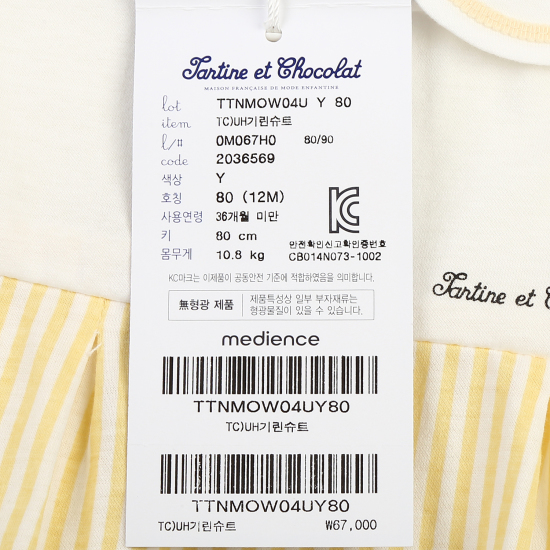 Tartine et Chocolat
MAISON FRANÇAISE DE MODE ENFANTINE
lot TTNMOW04U Y 80
item TC)UH기린슈트
l/# 0M067H0 80/90
code 2036569
색상 Y
호칭 80 (12M)
사용연령 36개월 미만
키 80 cm
몸무게 10.8 kg
안전확인신고확인증번호
CB014N073-1002
KC마크는 이제품이 공통안전 기준에 적합하였음을 의미합니다.
無형광 제품
제품특성상 일부 부자재류는
형광물질이 있을 수 있습니다.
medience
TTNMOW04UY80
TC)UH기린슈트
TTNMOW04UY80
TC)UH기린슈트 ₩67,000
Tartine et Choc